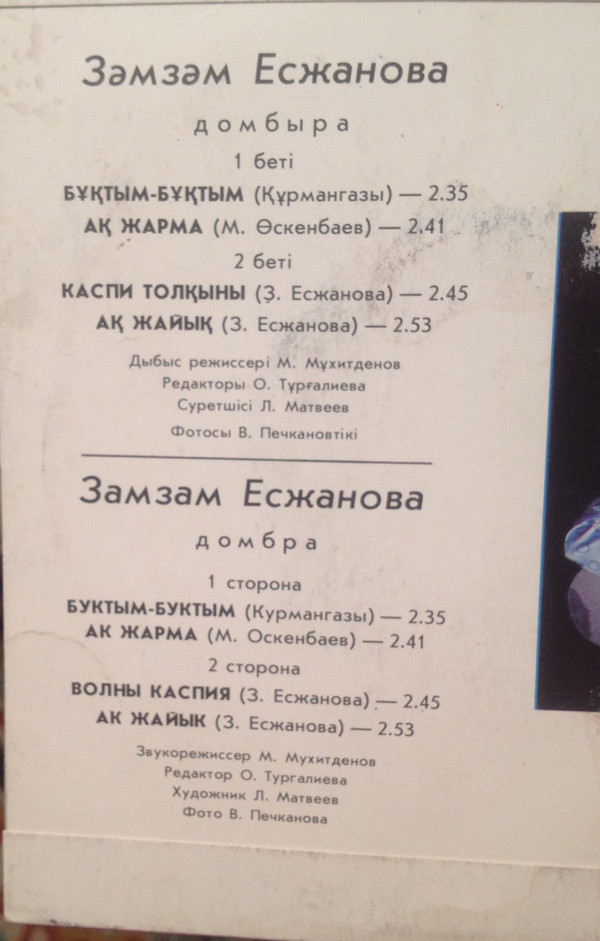 Зәмзәм Есжанова
домбыра
1 беті
БҰҚТЫМ-БҰҚТЫМ (Құрмангазы) — 2.35
АҚ ЖАРМА (М. Өскенбаев) — 2.41
2 беті
КАСПИ ТОЛҚЫНЫ (З. Есжанова) — 2.45
АҚ ЖАЙЫҚ (З. Есжанова) — 2.53
Дыбыс режиссері М. Мұхитденов
Редакторы О. Тұрғалиева
Суретшісі Л. Матвеев
Фотосы В. Печкановтікі
Замзам Есжанова
домбра
1 сторона
БУКТЫМ-БУКТЫМ (Курмангазы) — 2.35
АК ЖАРМА (М. Оскенбаев) — 2.41
2 сторона
ВОЛНЫ КАСПИЯ (З. Есжанова) — 2.45
АК ЖАЙЫК (З. Есжанова) — 2.53
Звукорежиссер М. Мухитденов
Редактор О. Тургалиева
Художник Л. Матвеев
Фото В. Печканова